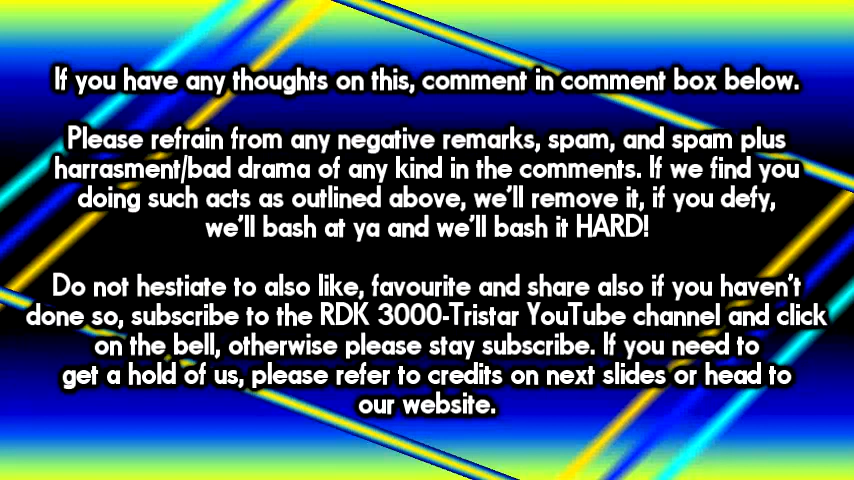 If you have any thoughts on this, comment in comment box below.
Please refrain from any negative remarks, spam, and spam plus
harrasment/bad drama of any kind in the comments. If we find you
doing such acts as outlined above, we'll remove it, if you defy,
we'll bash at ya and we'll bash it HARD!
Do not hestiate to also like, favourite and share also if you haven't
done so, subscribe to the RDK 3000-Tristar YouTube channel and click
on the bell, otherwise please stay subscribe. If you need to
get a hold of us, please refer to credits on next slides or head to
our website.